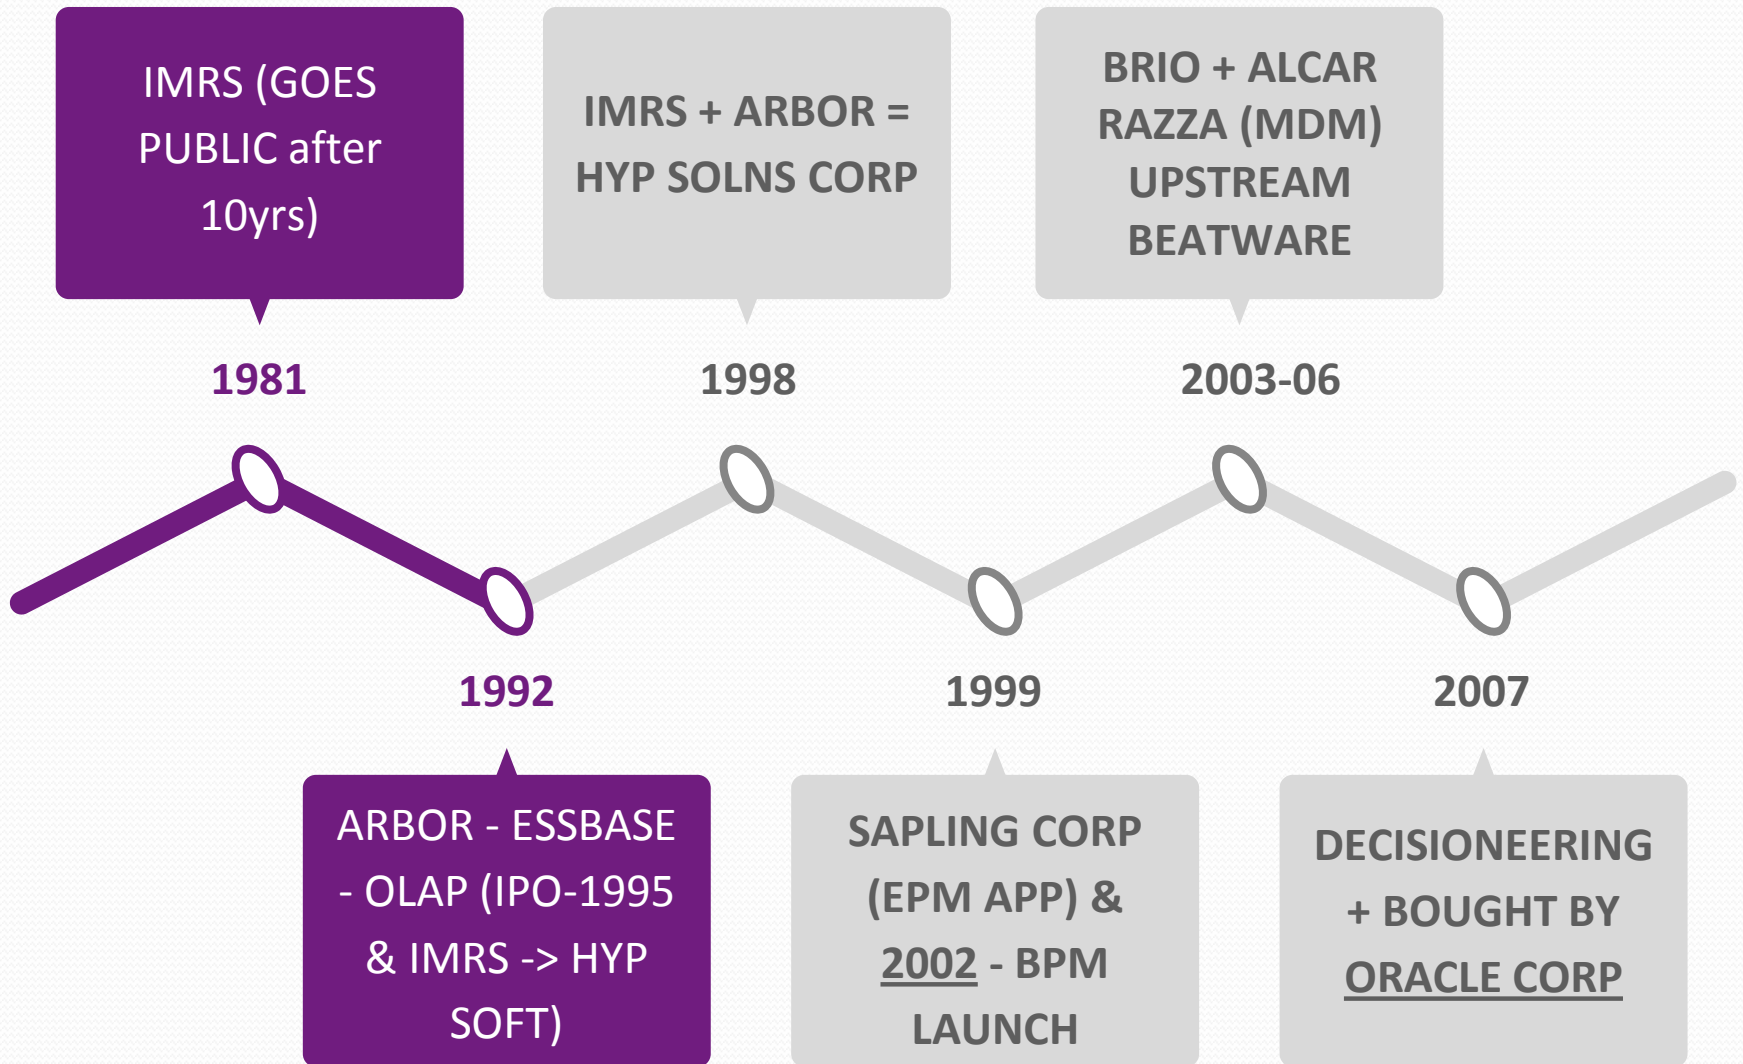 IMRS (GOES
PUBLIC after
10yrs)
1981
IMRS + ARBOR =
HYP SOLNS CORP
1998
BRIO + ALCAR
RAZZA (MDM)
UPSTREAM
BEATWARE
2003-06
1992
ARBOR - ESSBASE
- OLAP (IPO-1995
& IMRS -> HYP
SOFT)
1999
SAPLING CORP
(EPM APP) &
2002 - BPM
LAUNCH
2007
DECISIONEERING
+ BOUGHT BY
ORACLE CORP